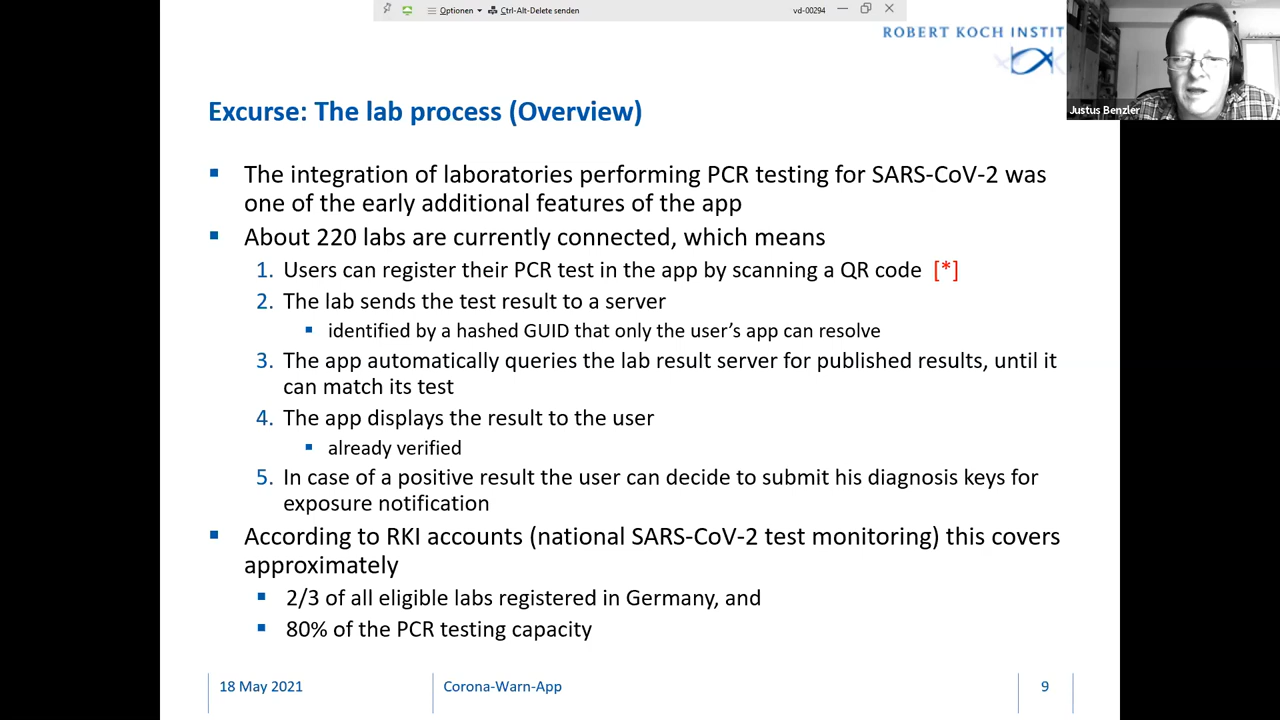 Optionen
Ctrl-Alt-Delete senden
vd-00294
ROBERT KOCH INSTIT
Justus Benzler
Excurse: The lab process (Overview)
▪ The integration of laboratories performing PCR testing for SARS-CoV-2 was
one of the early additional features of the app
▪ About 220 labs are currently connected, which means
1. Users can register their PCR test in the app by scanning a QR code [*]
2. The lab sends the test result to a server
▪ identified by a hashed GUID that only the user's app can resolve
3. The app automatically queries the lab result server for published results, until it
can match its test
4. The app displays the result to the user
▪ already verified
5. In case of a positive result the user can decide to submit his diagnosis keys for
exposure notification
▪ According to RKI accounts (national SARS-CoV-2 test monitoring) this covers
approximately
▪ 2/3 of all eligible labs registered in Germany, and
▪ 80% of the PCR testing capacity
18 May 2021
Corona-Warn-App
9